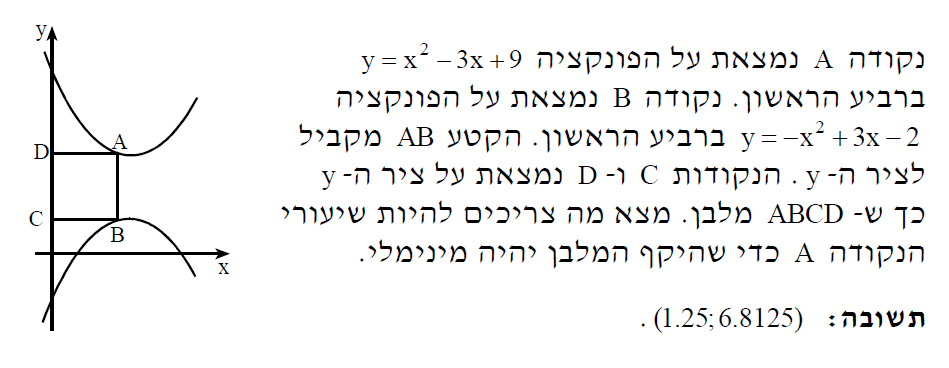 y
D
A
C
B
x
נקודה A נמצאת על הפונקציה y = x² − 3x + 9
ברביע הראשון. נקודה B נמצאת על הפונקציה
y = −x² + 3x − 2 ברביע הראשון. הקטע AB מקביל
לציר ה- y . הנקודות C ו- D נמצאת על ציר ה- y
כך ש- ABCD מלבן. מצא מה צריכים להיות שיעורי
הנקודה A כדי שהיקף המלבן יהיה מינימלי.
תשובה: (1.25; 6.8125) .